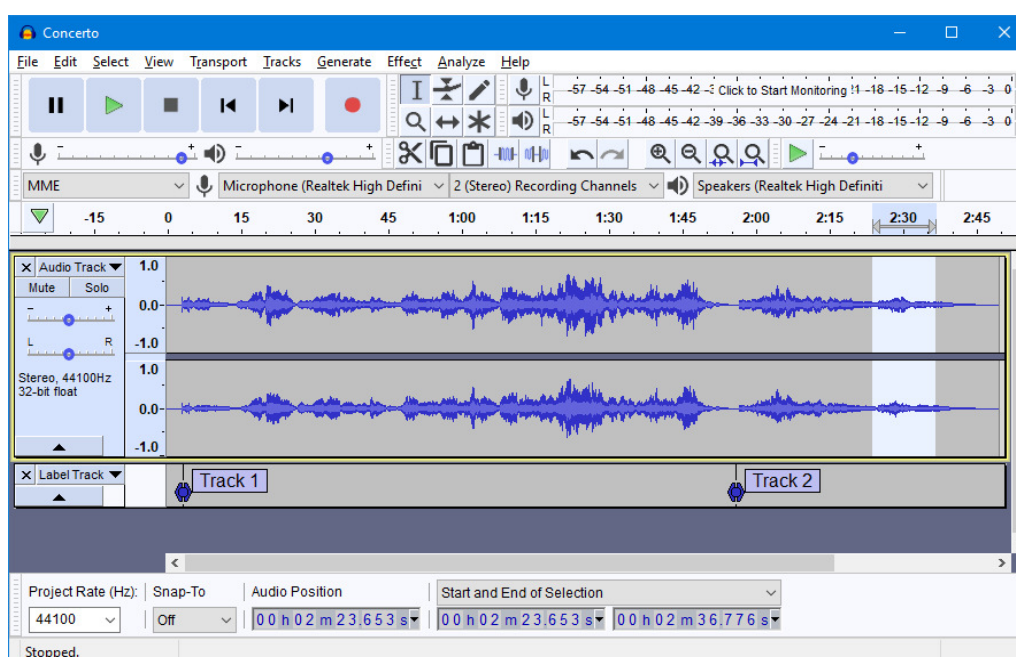 Concerto
File Edit Select View Transport Tracks Generate Effect Analyze Help
L
R
-57 -54 -51 -48 -45 -42 -3 Click to Start Monitoring !1 -18 -15 -12 -9 -6 -3 0
L
R
-57 -54 -51 -48 -45 -42 -39 -36 -33 -30 -27 -24 -21 -18 -15 -12 -9 -6 -3 0
- + - + - +
MME Microphone (Realtek High Defini 2 (Stereo) Recording Channels Speakers (Realtek High Definiti
-15 0 15 30 45 1:00 1:15 1:30 1:45 2:00 2:15 2:30 2:45
X Audio Track 1.0
Mute Solo
- + 0.0
L R -1.0
1.0
Stereo, 44100Hz
32-bit float
0.0
-1.0
X Label Track
Track 1 Track 2
Project Rate (Hz): Snap-To Audio Position Start and End of Selection
44100 Off 00 h 02 m 23.653 s 00 h 02 m 23.653 s 00 h 02 m 36.776 s
Stopped.